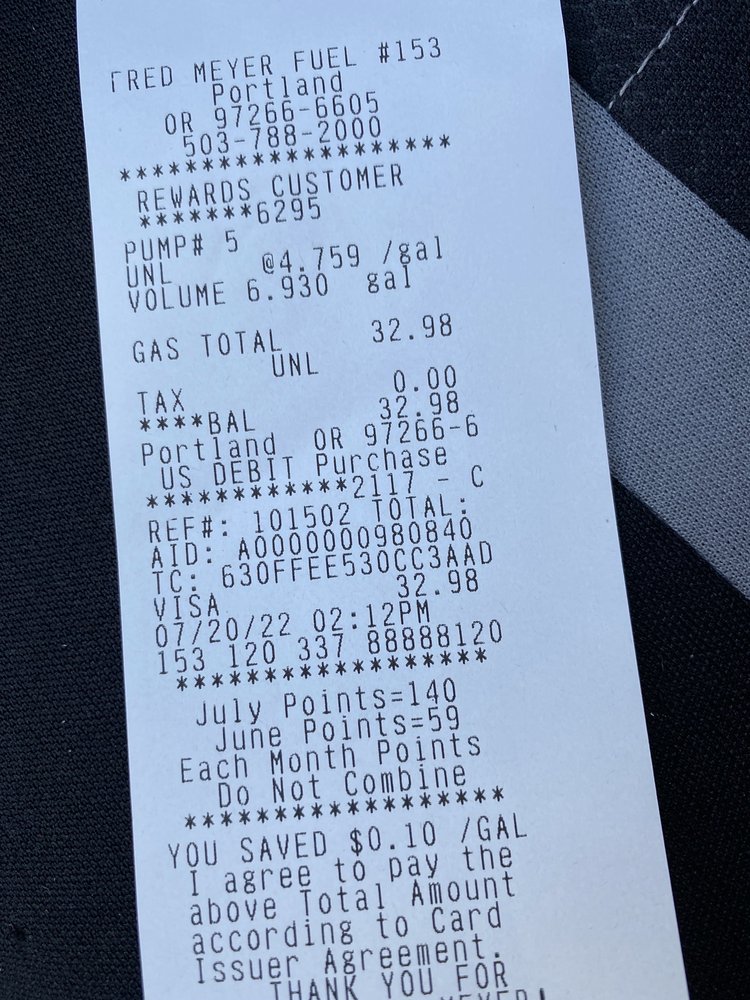 FRED MEYER FUEL #153
Portland
OR 97266-6605
503-788-2000
********************
REWARDS CUSTOMER
*******6295
PUMP# 5
UNL @4.759 /gal
VOLUME 6.930 gal
GAS TOTAL 32.98
UNL
TAX 0.00
****BAL 32.98
Portland OR 97266-6
US DEBIT Purchase
************2117 - C
REF#: 101502 TOTAL:
AID: A0000000980840
TC: 630FFEE530CC3AAD
VISA 32.98
07/20/22 02:12PM
153 120 337 88888120
******************
July Points=140
June Points=59
Each Month Points
Do Not Combine
******************
YOU SAVED $0.10 /GAL
I agree to pay the
above Total Amount
according to Card
Issuer Agreement.
THANK YOU FOR